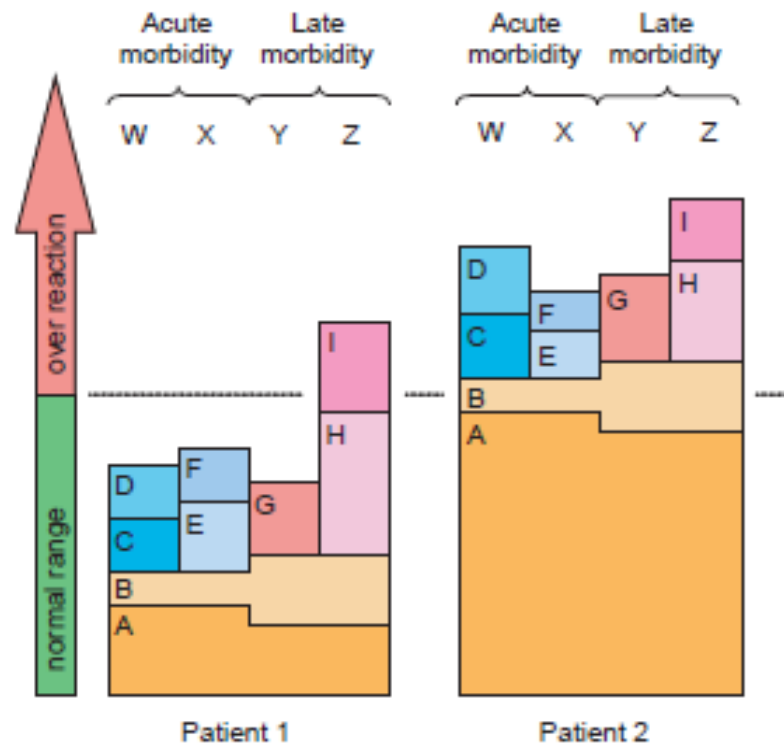 Acute morbidity Late morbidity Acute morbidity Late morbidity
W X Y Z W X Y Z
over reaction
normal range
D C F E G I H B A
D C F E G I H B A
Patient 1 Patient 2